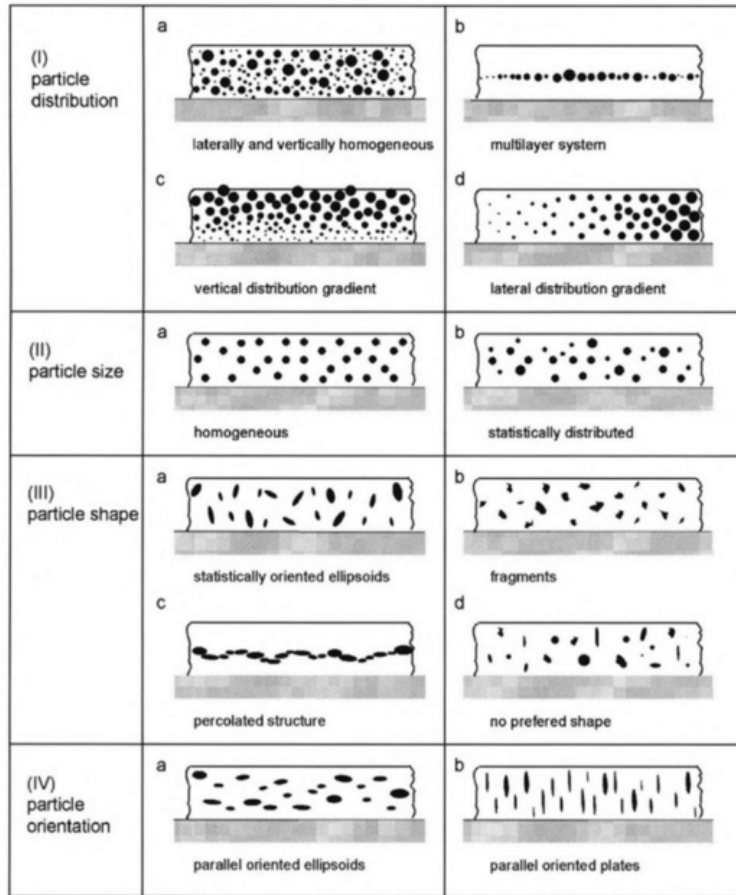 (I)
particle
distribution
a
laterally and vertically homogeneous
b
multilayer system
c
vertical distribution gradient
d
lateral distribution gradient
(II)
particle size
a
homogeneous
b
statistically distributed
(III)
particle shape
a
statistically oriented ellipsoids
b
fragments
c
percolated structure
d
no prefered shape
(IV)
particle
orientation
a
parallel oriented ellipsoids
b
parallel oriented plates